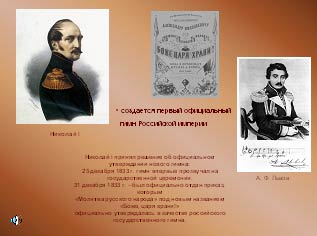 БОЖЕ ЦАРЯ ХРАНИ!
• создается первый официальный
гимн Российской империи
Николай I
А. Ф. Львов
Николай I принял решение об официальном
утверждении нового гимна:
25 декабря 1833 г. гимн впервые прозвучал на
государственной церемонии.
31 декабря 1833 г. - был официально отдан приказ,
которым
«Молитва русского народа» под новым названием
«Боже, царя храни!»
официально утверждалась в качестве российского
государственного гимна.